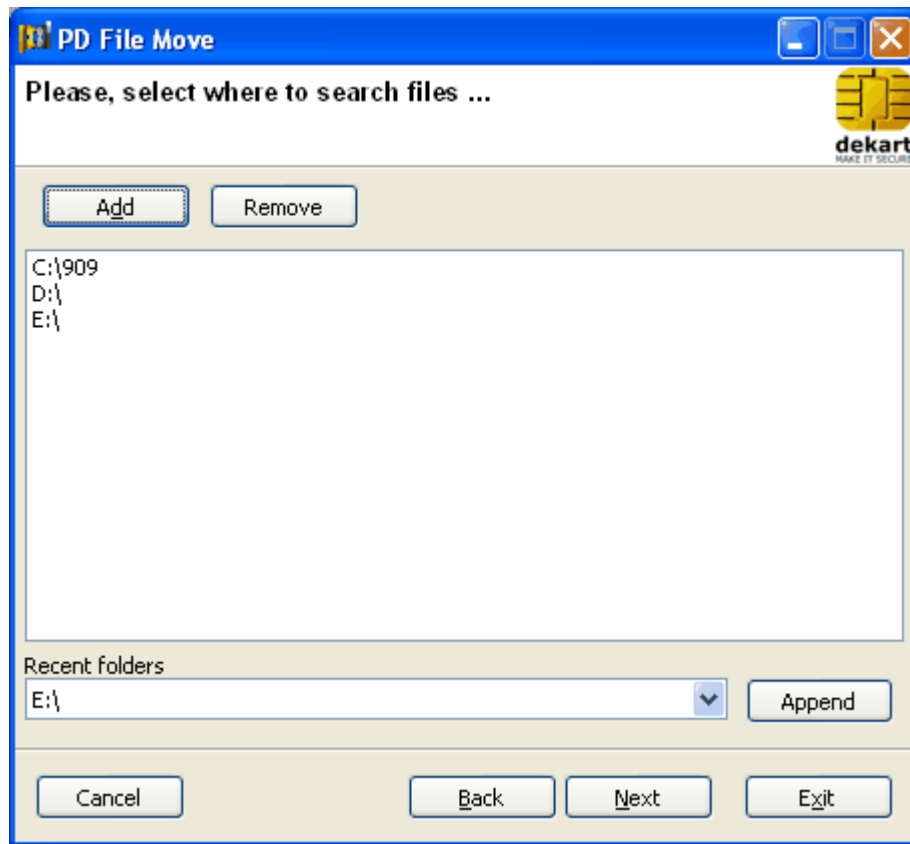 PD File Move
Please, select where to search files ...
dekart
MAKE IT SECURE
Add Remove
C:\909
D:\
E:\
Recent folders
E:\ Append
Cancel Back Next Exit